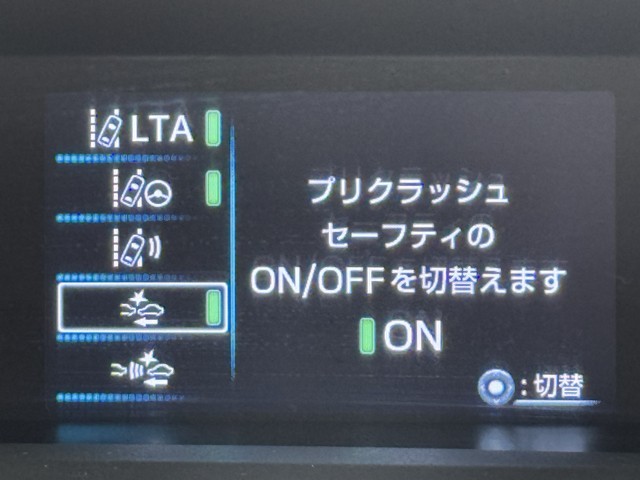 LTA
プリクラッシュ
セーフティの
ON/OFFを切替えます
ON
:切替